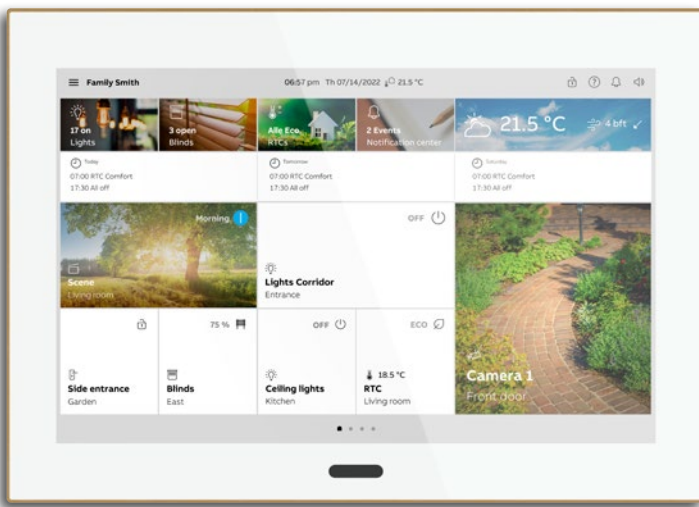 Family Smith
06:57 pm Th 07/14/2022 21.5 °C
17 on
Lights
3 open
Blinds
Alle Eco
RTCs
2 Events
Notification center
21.5 °C
4 bft
Today
07:00 RTC Comfort
17:30 All off
Tomorrow
07:00 RTC Comfort
17:30 All off
Saturday
07:00 RTC Comfort
17:30 All off
Morning
Scene
Living room
OFF
Lights Corridor
Entrance
Camera 1
Front door
Side entrance
Garden
75 %
Blinds
East
OFF
Ceiling lights
Kitchen
ECO
18.5 °C
RTC
Living room